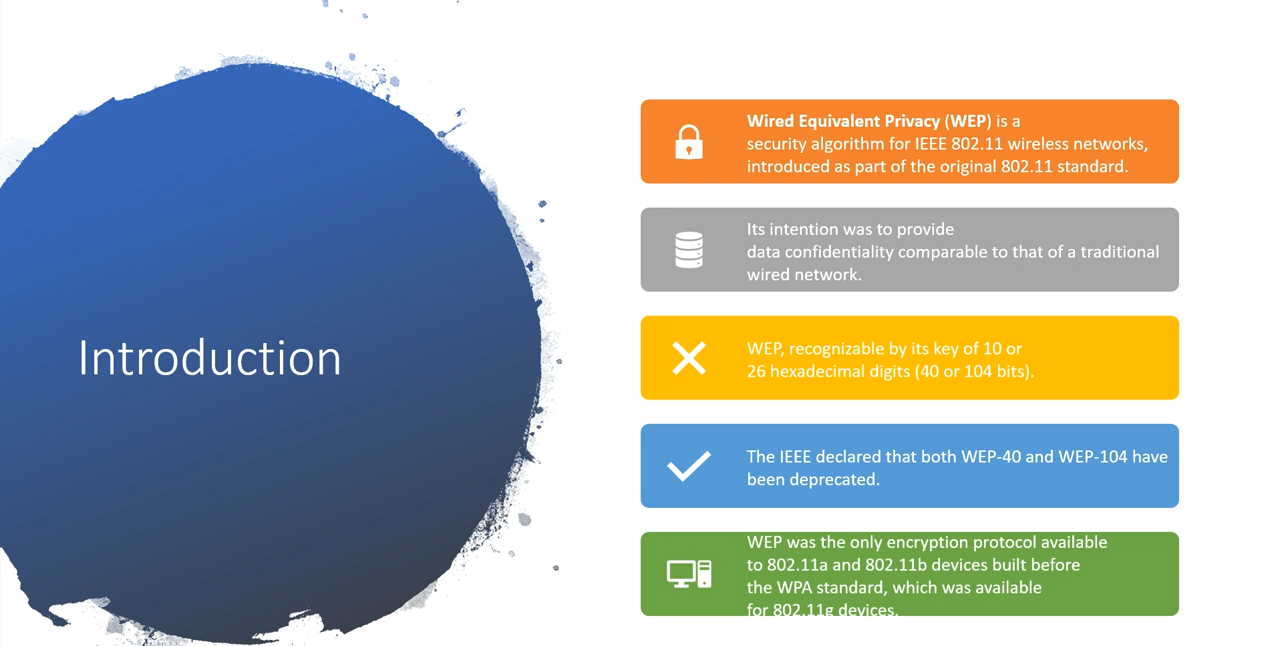 Introduction
Wired Equivalent Privacy (WEP) is a
security algorithm for IEEE 802.11 wireless networks,
introduced as part of the original 802.11 standard.
Its intention was to provide
data confidentiality comparable to that of a traditional
wired network.
WEP, recognizable by its key of 10 or
26 hexadecimal digits (40 or 104 bits).
The IEEE declared that both WEP-40 and WEP-104 have
been deprecated.
WEP was the only encryption protocol available
to 802.11a and 802.11b devices built before
the WPA standard, which was available
for 802.11g devices.